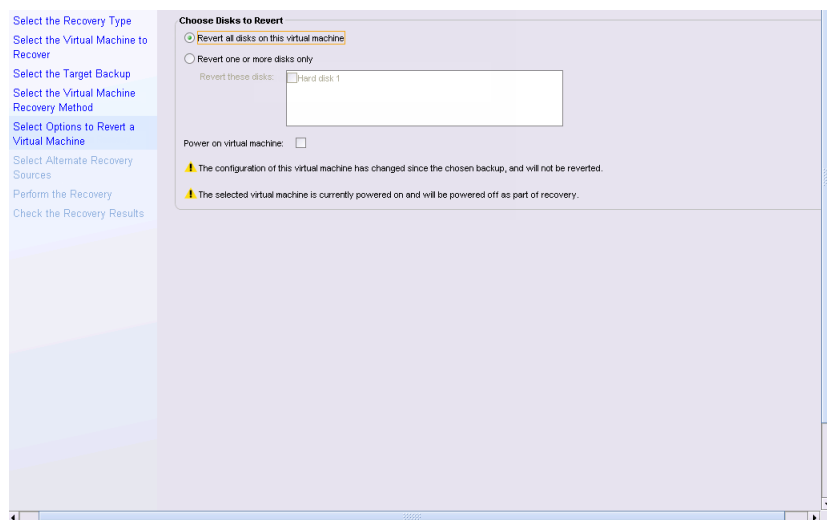 Select the Recovery Type
Select the Virtual Machine to
Recover
Select the Target Backup
Select the Virtual Machine
Recovery Method
Select Options to Revert a
Virtual Machine
Select Alternate Recovery
Sources
Perform the Recovery
Check the Recovery Results
Choose Disks to Revert
Revert all disks on this virtual machine
Revert one or more disks only
Revert these disks:
Hard disk 1
Power on virtual machine:
The configuration of this virtual machine has changed since the chosen backup, and will not be reverted.
The selected virtual machine is currently powered on and will be powered off as part of recovery.